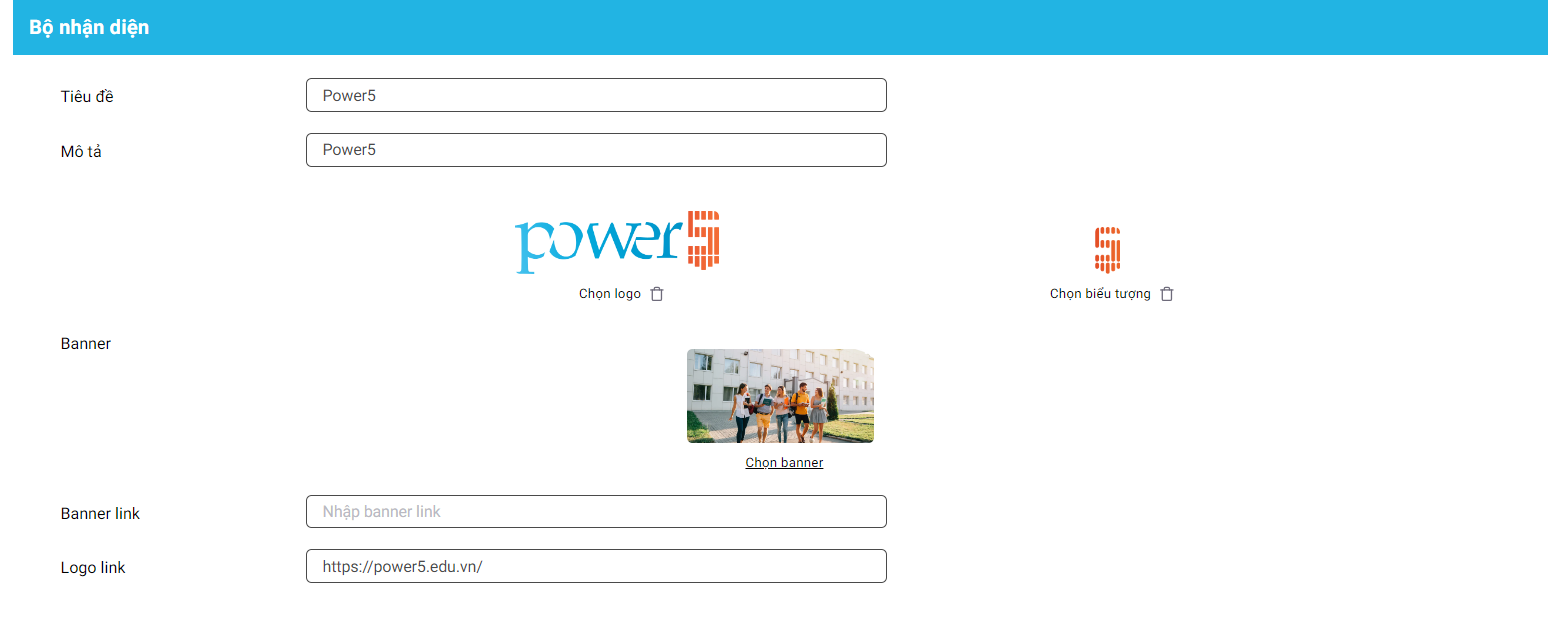 Bộ nhận diện
Tiêu đề
Power5
Mô tả
Power5
power5
5
Chọn logo
Chọn biểu tượng
Banner
Chọn banner
Banner link
Nhập banner link
Logo link
https://power5.edu.vn/